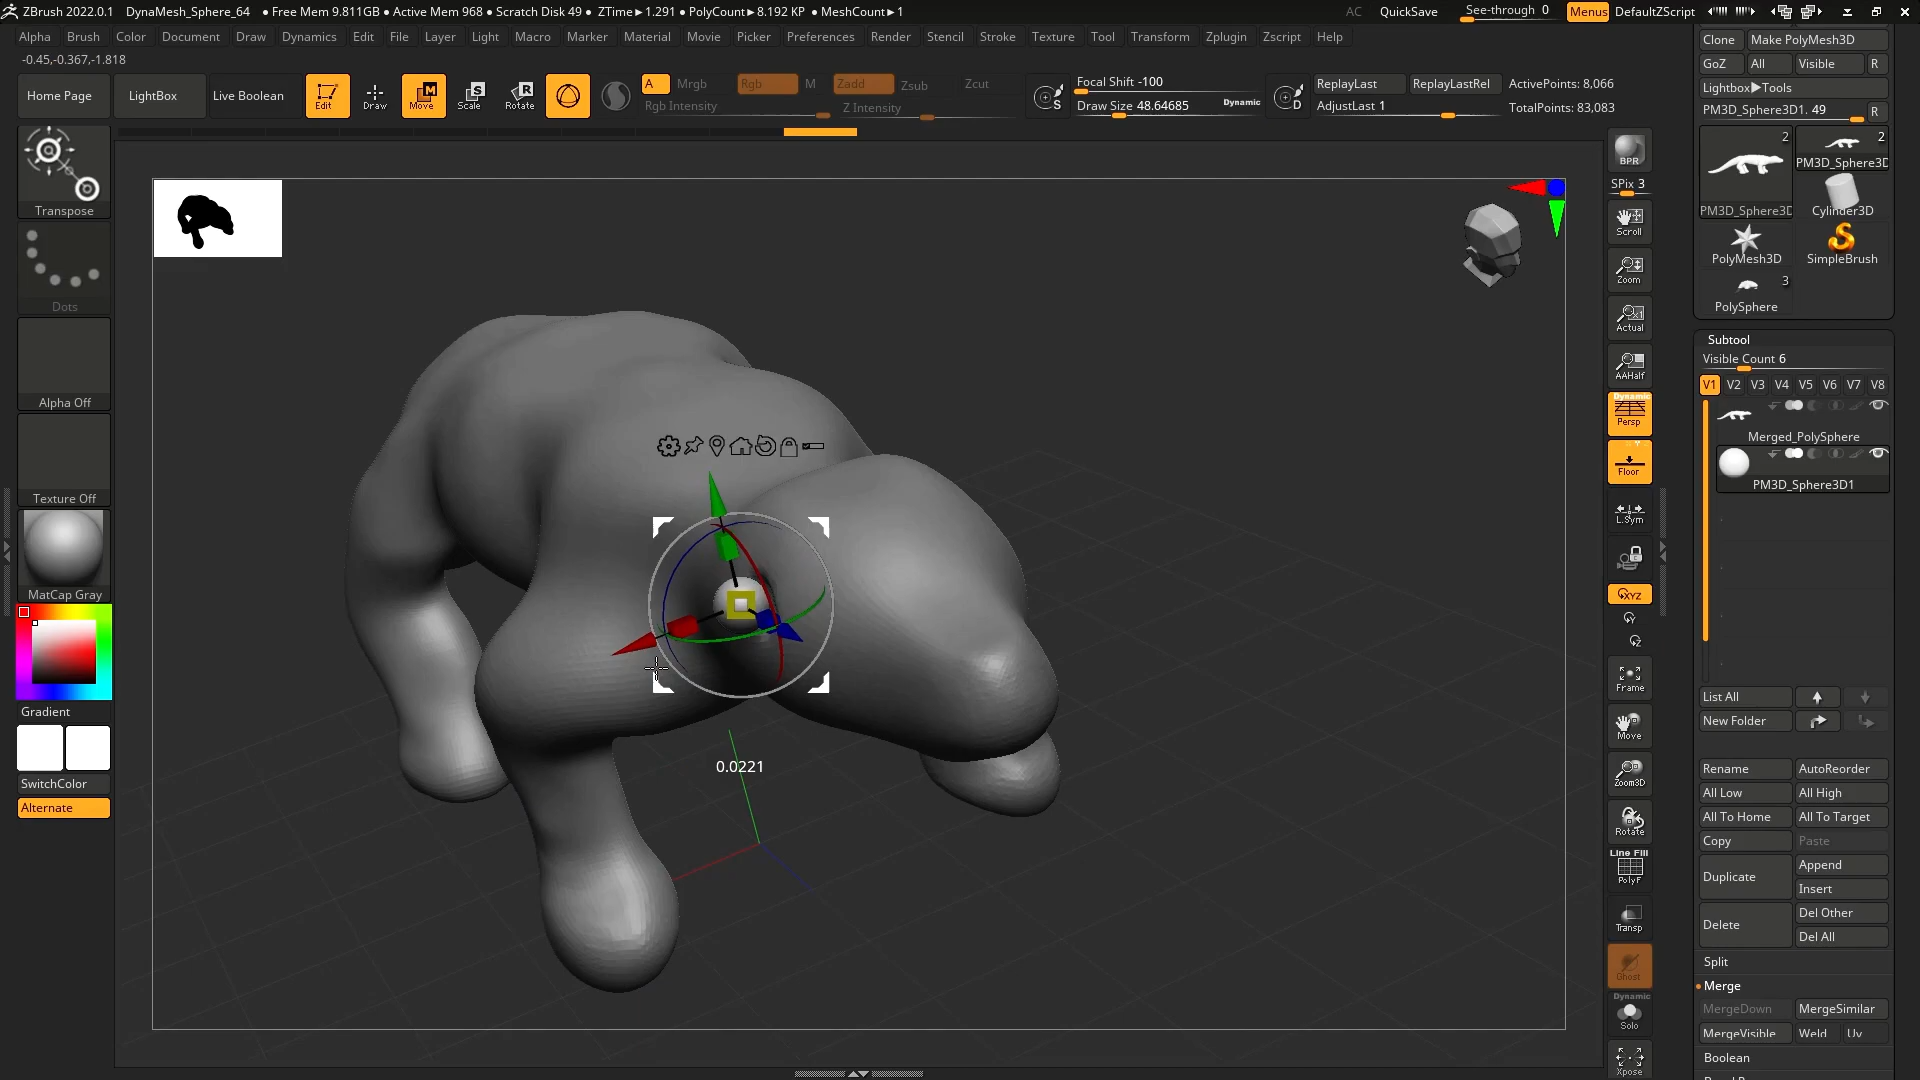 ZBrush 2022.0.1 DynaMesh_Sphere_64 ● Free Mem 9.811GB ● Active Mem 968 ● Scratch Disk 49 ● ZTime►1.291 ● PolyCount►8.192 KP ● MeshCount►1 AC QuickSave See-through 0 Menus DefaultZScript
Alpha Brush Color Document Draw Dynamics Edit File Layer Light Macro Marker Material Movie Picker Preferences Render Stencil Stroke Texture Tool Transform Zplugin Zscript Help
-0.45,-0.367,-1.818
Home Page LightBox Live Boolean Edit Draw Move Scale Rotate A Mrgb Rgb M Zadd Zsub Zcut
Rgb Intensity Z Intensity
Focal Shift -100
Draw Size 48.64685 Dynamic
ReplayLast ReplayLastRel ActivePoints: 8,066
AdjustLast 1 TotalPoints: 83,083
Transpose
Dots
Alpha Off
Texture Off
MatCap Gray
Gradient
SwitchColor
Alternate
0.0221
BPR
SPix 3
Scroll
Zoom
Actual
AAHalf
Dynamic
Persp
Floor
L.Sym
XYZ
Frame
Move
Zoom3D
Rotate
Line Fill
PolyF
Transp
Ghost
Dynamic
Solo
Xpose
Clone Make PolyMesh3D
GoZ All Visible R
Lightbox►Tools
PM3D_Sphere3D1. 49 R
2 2
PM3D_Sphere3D
PM3D_Sphere3D Cylinder3D
PolyMesh3D SimpleBrush
3
PolySphere
Subtool
Visible Count 6
V1 V2 V3 V4 V5 V6 V7 V8
Merged_PolySphere
PM3D_Sphere3D1
List All
New Folder
Rename AutoReorder
All Low All High
All To Home All To Target
Copy Paste
Duplicate Append
Insert
Delete Del Other
Del All
Split
Merge
MergeDown MergeSimilar
MergeVisible Weld Uv
Boolean